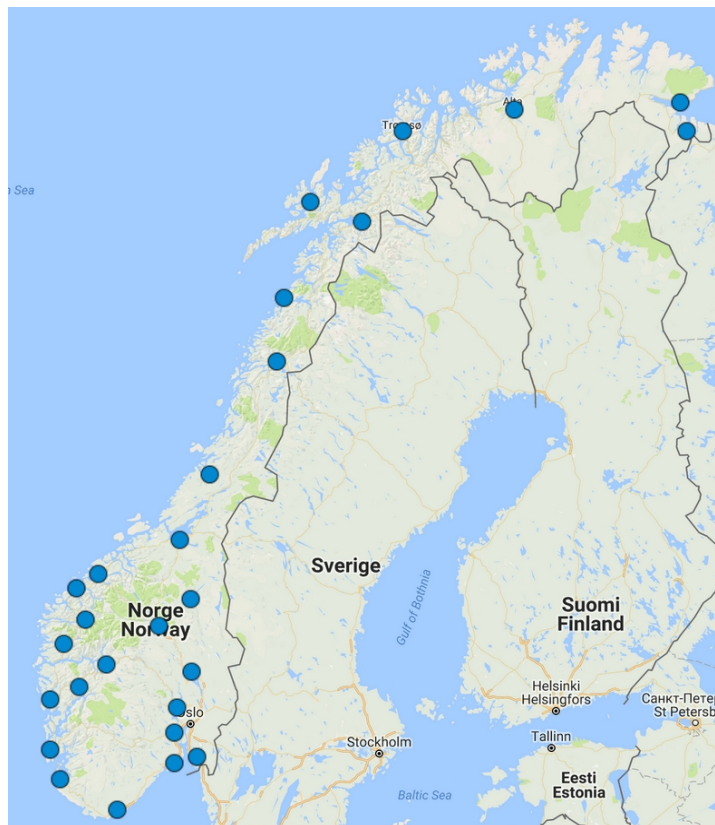 Alta
Tromsø
Sea
Sverige
Norge
Norway
Gulf of Bothnia
Suomi
Finland
Helsinki
Helsingfors
Санкт-Петер
St Petersb
Oslo
Stockholm
Tallinn
Eesti
Estonia
Baltic Sea